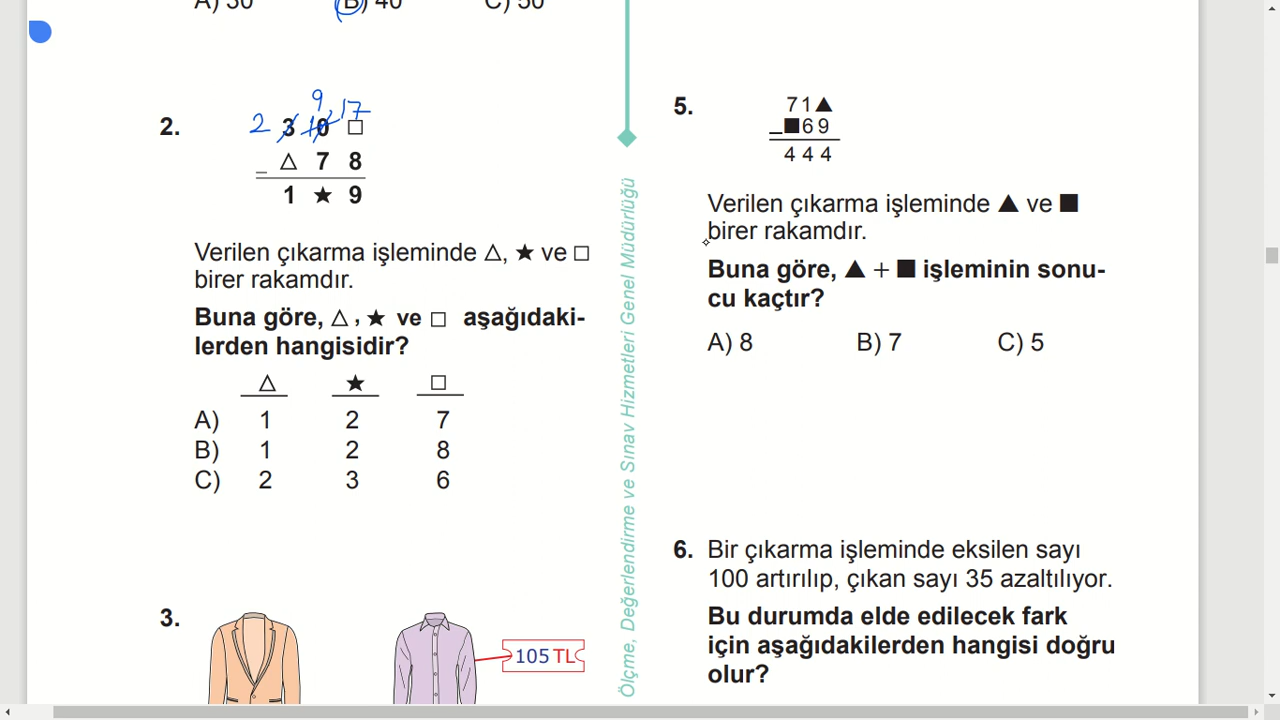 A) 30 B) 40 C) 50
2.
9
2 3 10 17
3 0 □
_ △ 7 8
1 ★ 9
Verilen çıkarma işleminde △, ★ ve □
birer rakamdır.
Buna göre, △ , ★ ve □ aşağıdaki-
lerden hangisidir?
△ ★ □
A) 1 2 7
B) 1 2 8
C) 2 3 6
3.
105 TL
Ölçme, Değerlendirme ve Sınav Hizmetleri Genel Müdürlüğü
5.
71▲
_■69
444
Verilen çıkarma işleminde ▲ ve ■
birer rakamdır.
Buna göre, ▲ + ■ işleminin sonu-
cu kaçtır?
A) 8 B) 7 C) 5
6. Bir çıkarma işleminde eksilen sayı
100 artırılıp, çıkan sayı 35 azaltılıyor.
Bu durumda elde edilecek fark
için aşağıdakilerden hangisi doğru
olur?